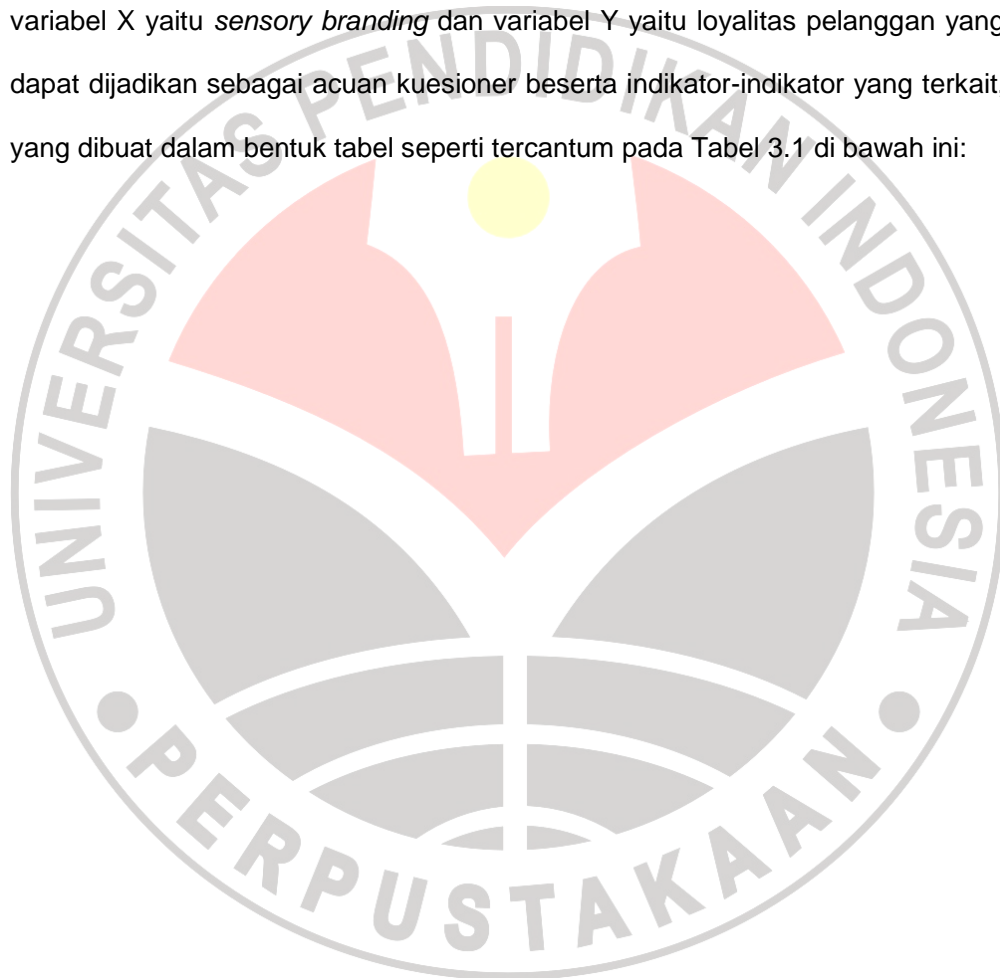 variabel X yaitu sensory branding dan variabel Y yaitu loyalitas pelanggan yang
dapat dijadikan sebagai acuan kuesioner beserta indikator-indikator yang terkait,
yang dibuat dalam bentuk tabel seperti tercantum pada Tabel 3.1 di bawah ini:
UNIVERSITAS PENDIDIKAN INDONESIA
PERPUSTAKAAN